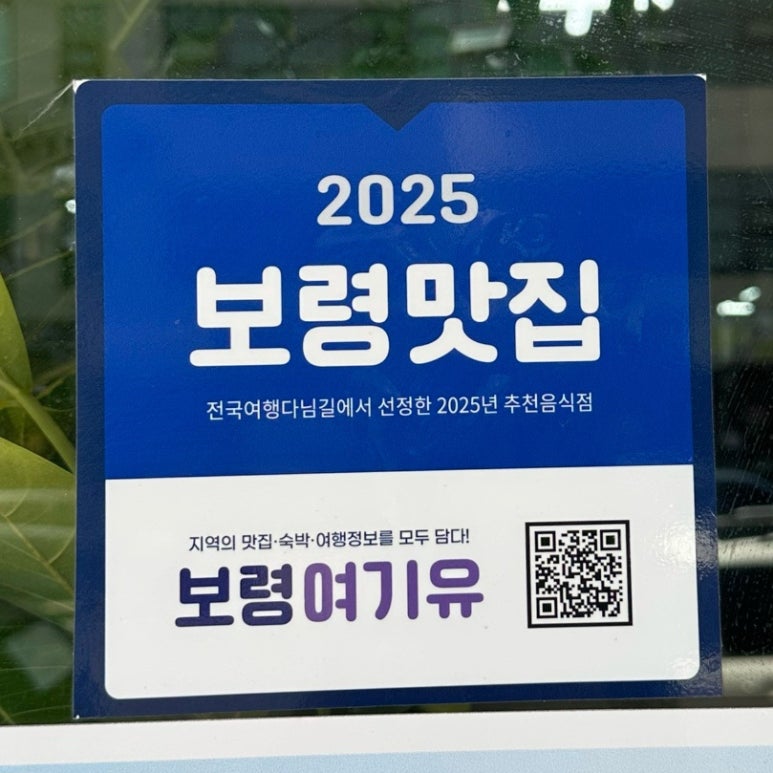 2025
보령맛집
전국여행다님길에서 선정한 2025년 추천음식점
지역의 맛집·숙박·여행정보를 모두 담다!
보령여기유